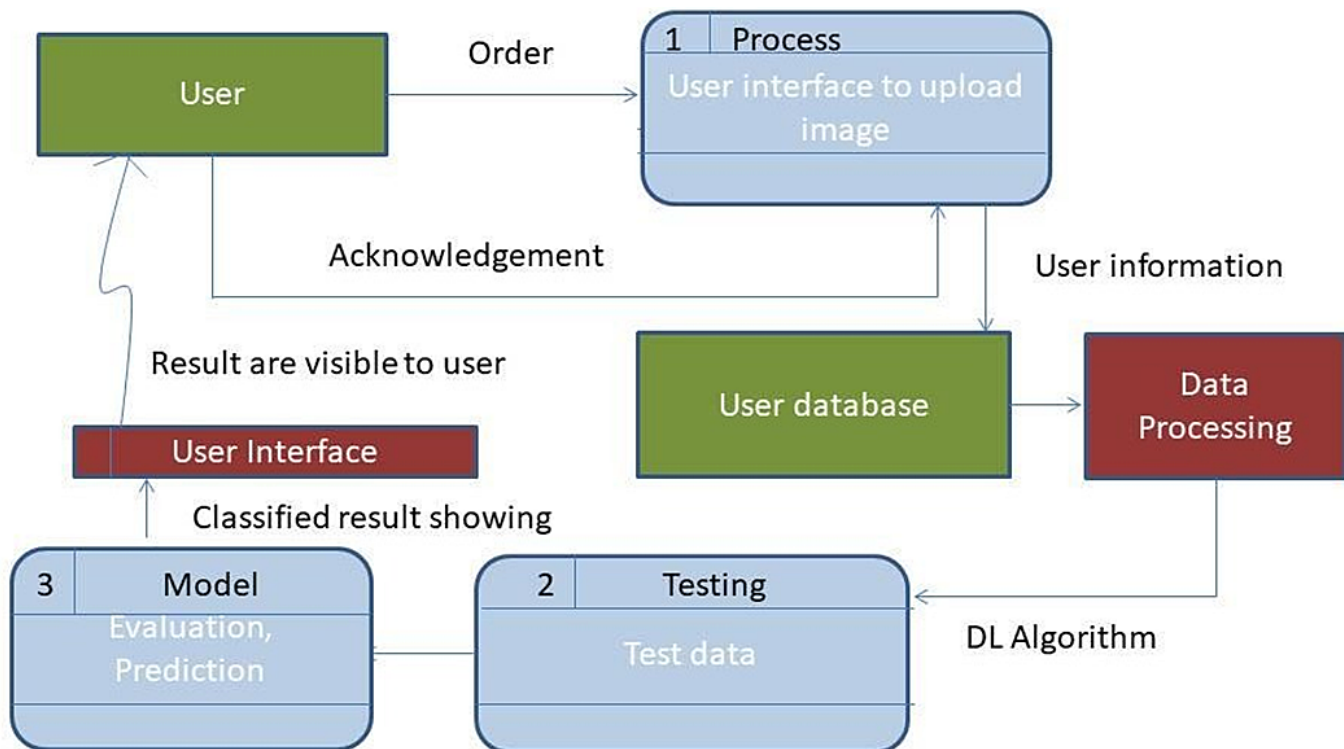 User
Order
1 Process
User interface to upload
image
Acknowledgement
User information
Result are visible to user
User database
Data
Processing
User Interface
Classified result showing
3 Model
Evaluation,
Prediction
2 Testing
Test data
DL Algorithm